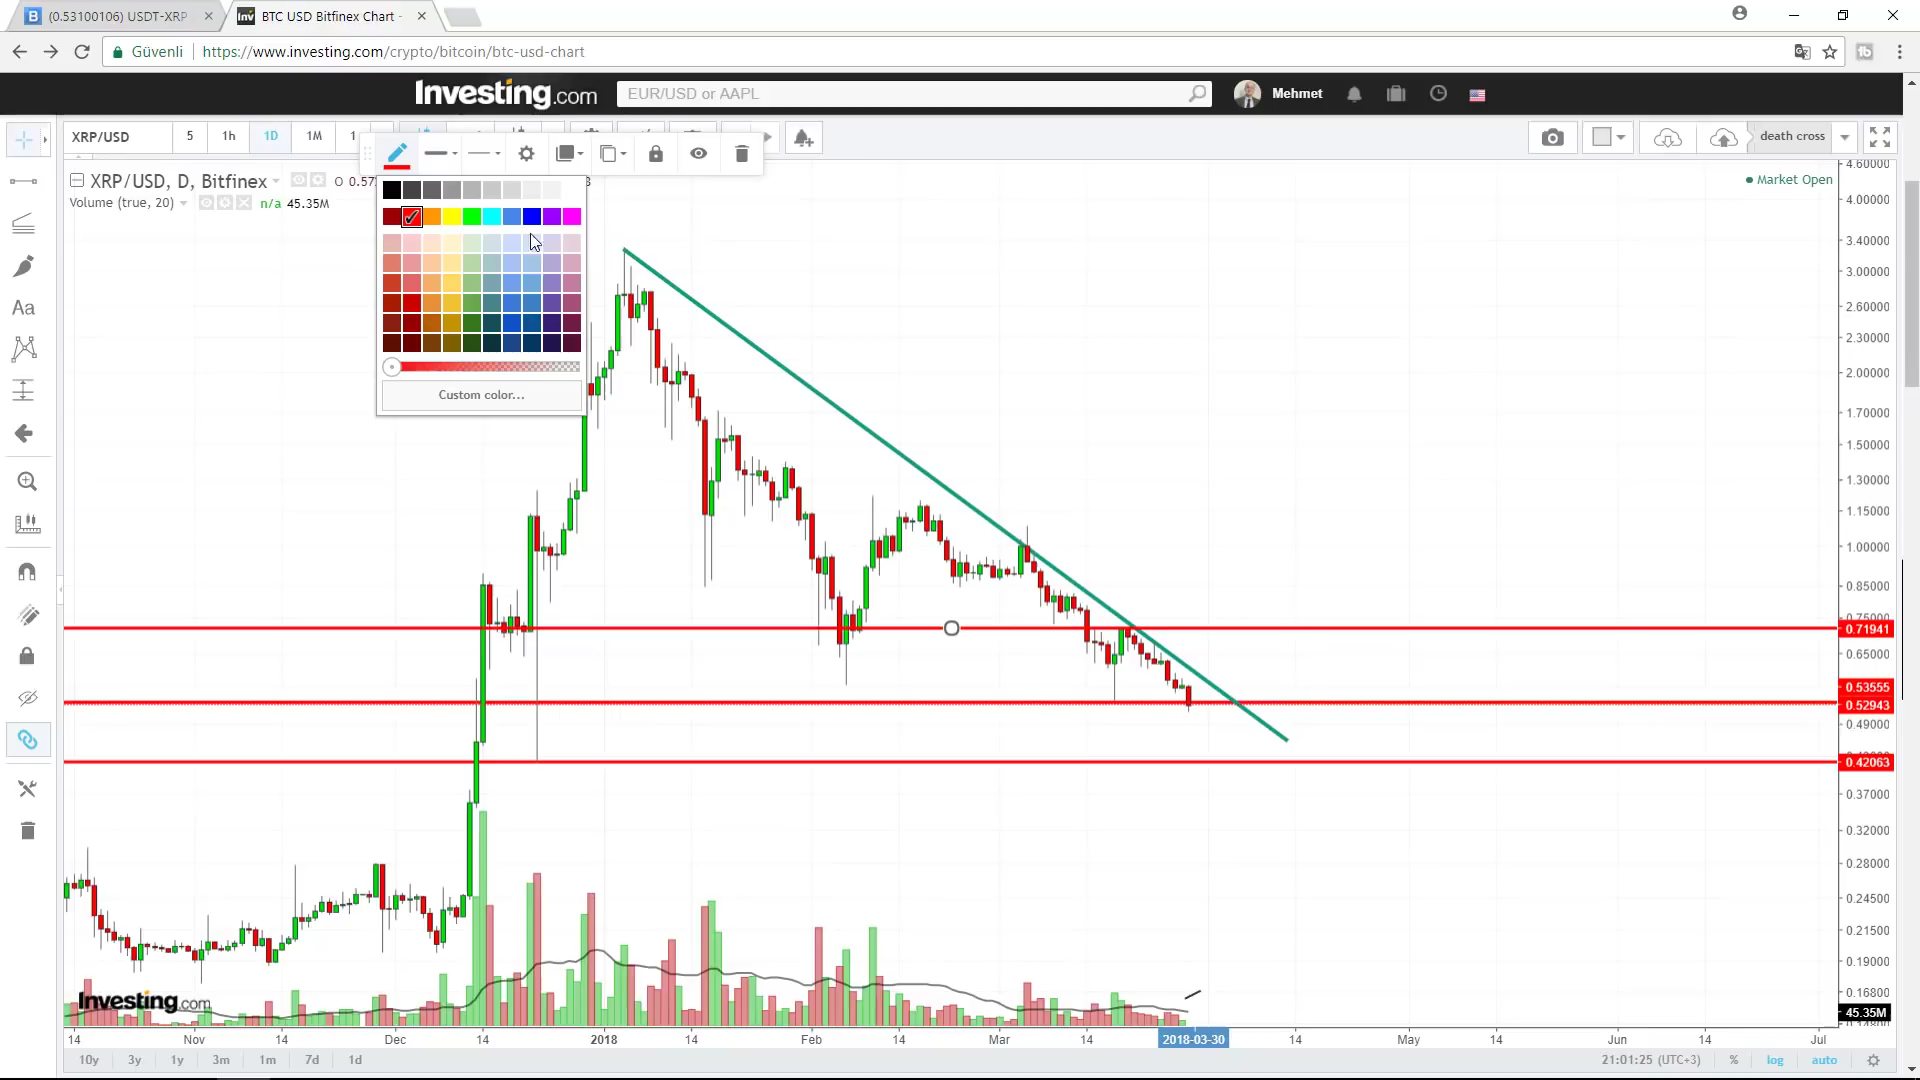 (0.53100106) USDT-XRP
BTC USD Bitfinex Chart -
Güvenli
https://www.investing.com/crypto/bitcoin/btc-usd-chart
Investing.com
EUR/USD or AAPL
Mehmet
XRP/USD
5
1h
1D
1M
death cross
XRP/USD, D, Bitfinex
Volume (true, 20)
n/a 45.35M
Market Open
Custom color...
Aa
4.60000
4.00000
3.40000
3.00000
2.60000
2.30000
2.00000
1.70000
1.50000
1.30000
1.15000
1.00000
0.85000
0.75000
0.71941
0.65000
0.53555
0.52943
0.49000
0.42063
0.37000
0.32000
0.28000
0.24500
0.21500
0.19000
0.16800
45.35M
Investing.com
14 Nov 14 Dec 14 2018 14 Feb 14 Mar 14 2018-03-30 14 May 14 Jun 14 Jul
10y 3y 1y 3m 1m 7d 1d
21:01:25 (UTC+3) % log auto